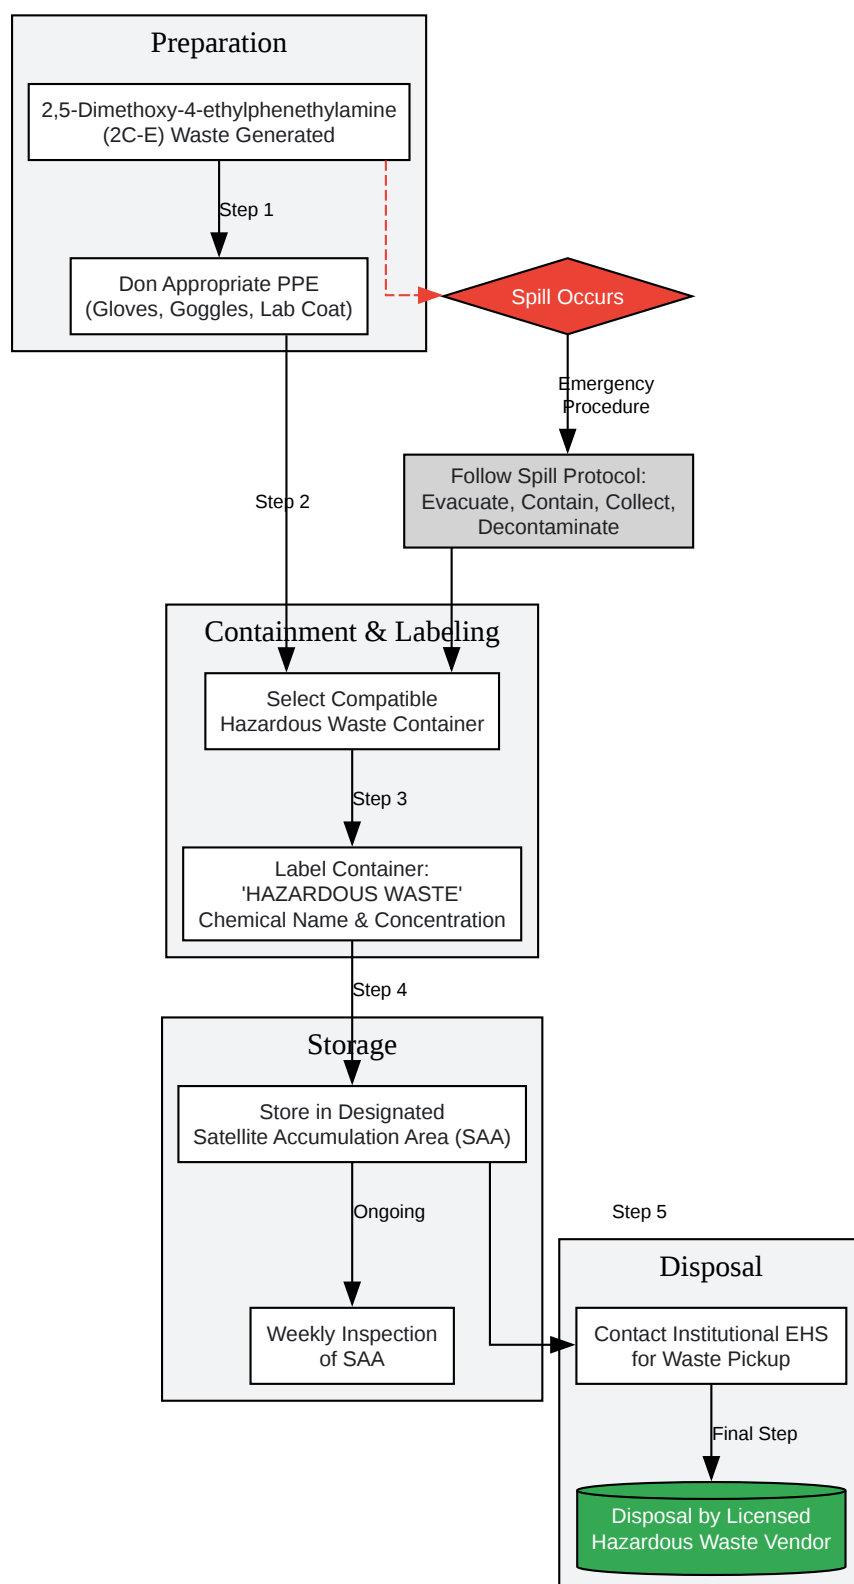 Preparation
2,5-Dimethoxy-4-ethylphenethylamine
(2C-E) Waste Generated
Step 1
Don Appropriate PPE
(Gloves, Goggles, Lab Coat)
Spill Occurs
Emergency
Procedure
Follow Spill Protocol:
Evacuate, Contain, Collect,
Decontaminate
Step 2
Containment & Labeling
Select Compatible
Hazardous Waste Container
Step 3
Label Container:
'HAZARDOUS WASTE'
Chemical Name & Concentration
Step 4
Storage
Store in Designated
Satellite Accumulation Area (SAA)
Ongoing
Weekly Inspection
of SAA
Step 5
Disposal
Contact Institutional EHS
for Waste Pickup
Final Step
Disposal by Licensed
Hazardous Waste Vendor